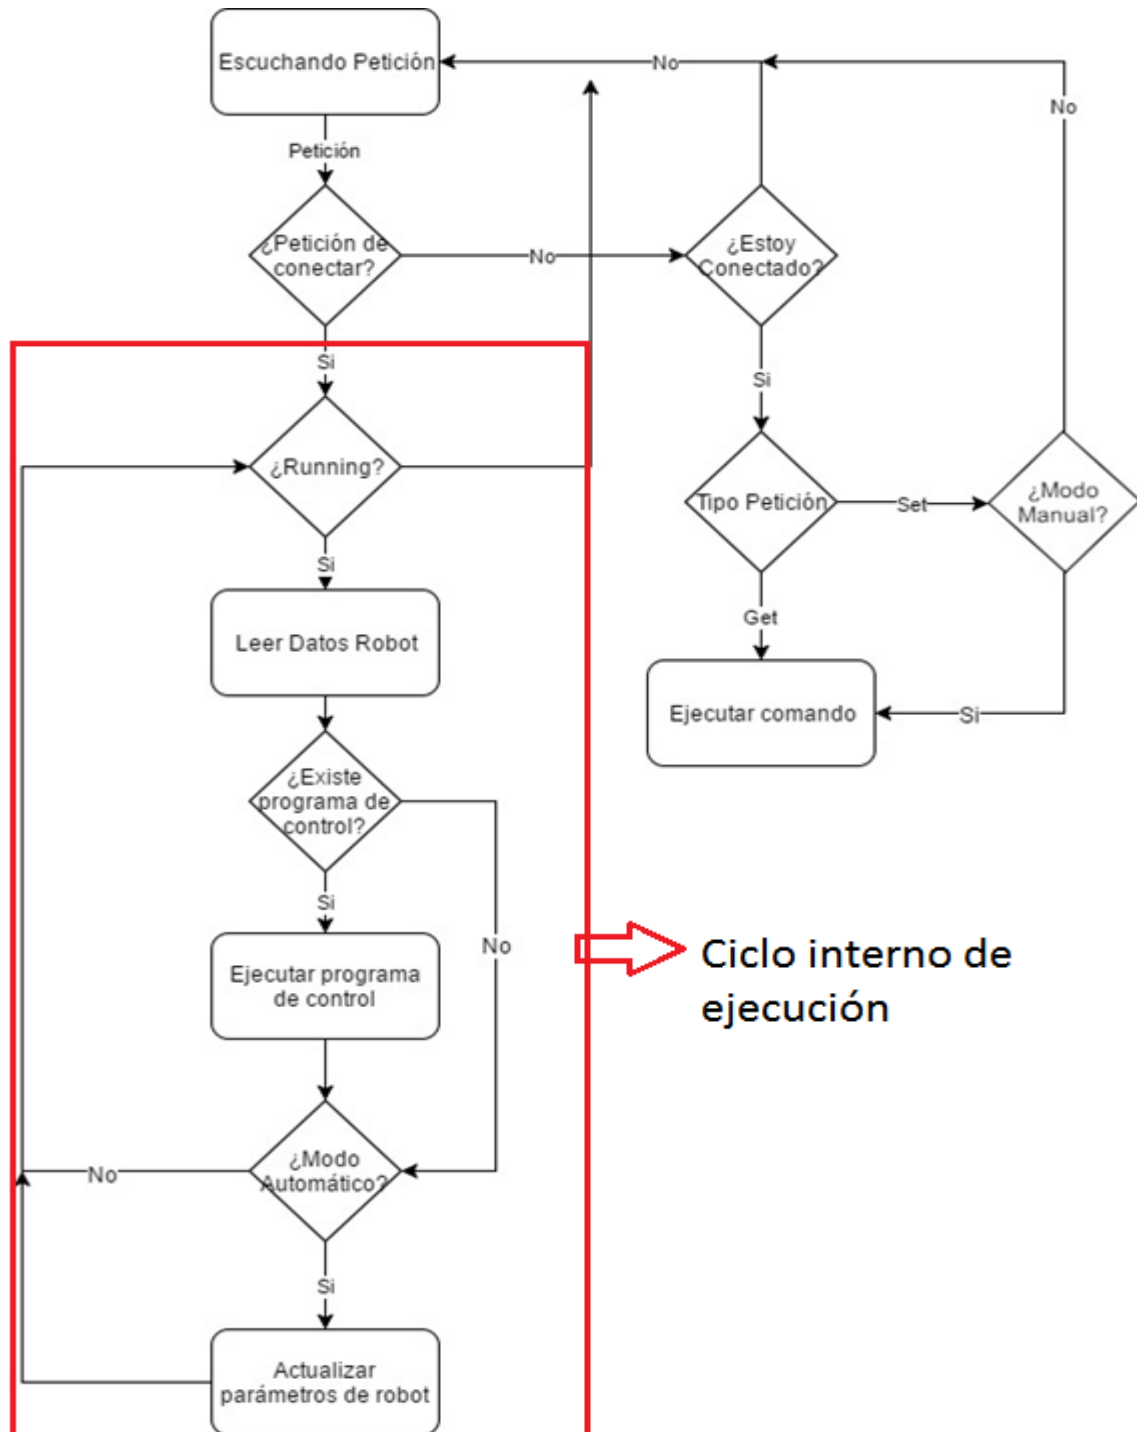 Escuchando Petición
No
No
Petición
¿Petición de
conectar?
No
¿Estoy
Conectado?
Si
Si
¿Running?
Tipo Petición
Set
¿Modo
Manual?
Si
Get
Leer Datos Robot
Ejecutar comando
Si
¿Existe
programa de
control?
Si
No
Ejecutar programa
de control
Ciclo interno de
ejecución
¿Modo
Automático?
No
Si
Actualizar
parámetros de robot